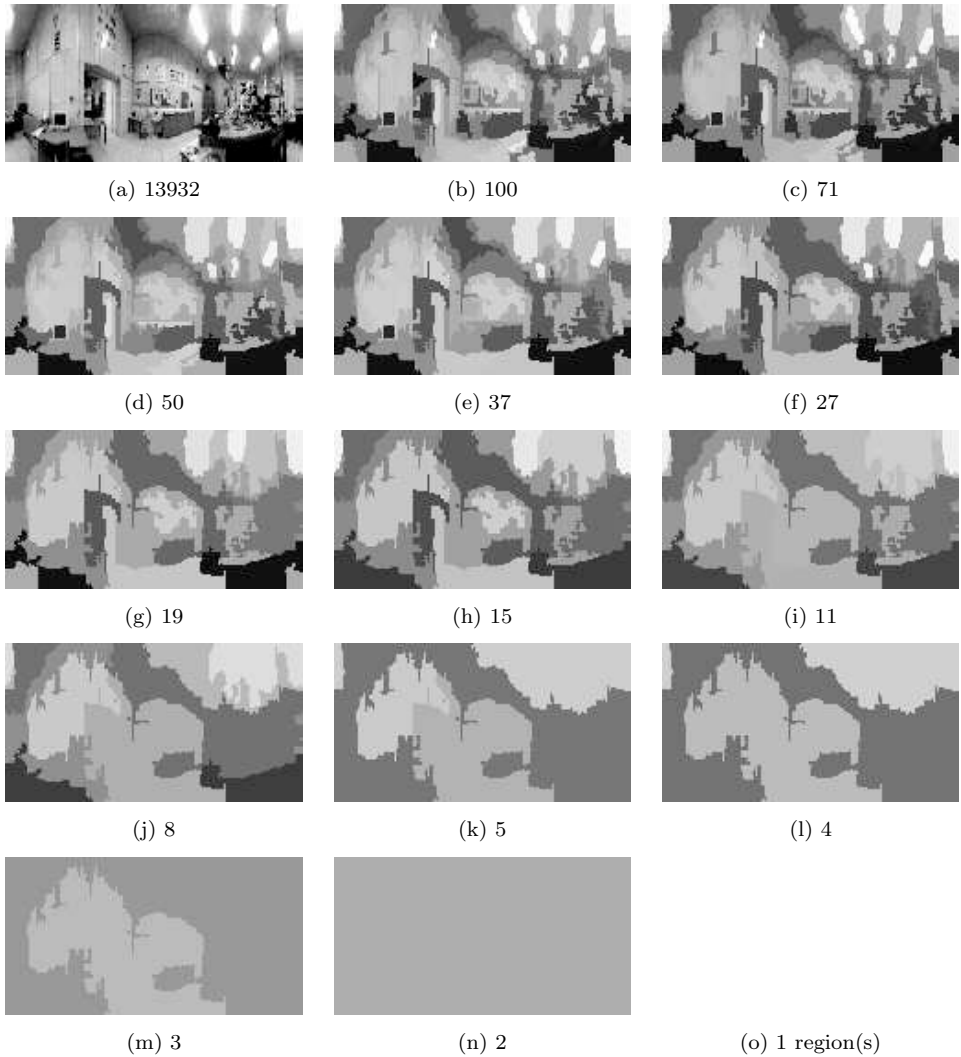 (a) 13932
(b) 100
(c) 71
(d) 50
(e) 37
(f) 27
(g) 19
(h) 15
(i) 11
(j) 8
(k) 5
(l) 4
(m) 3
(n) 2
(o) 1 region(s)